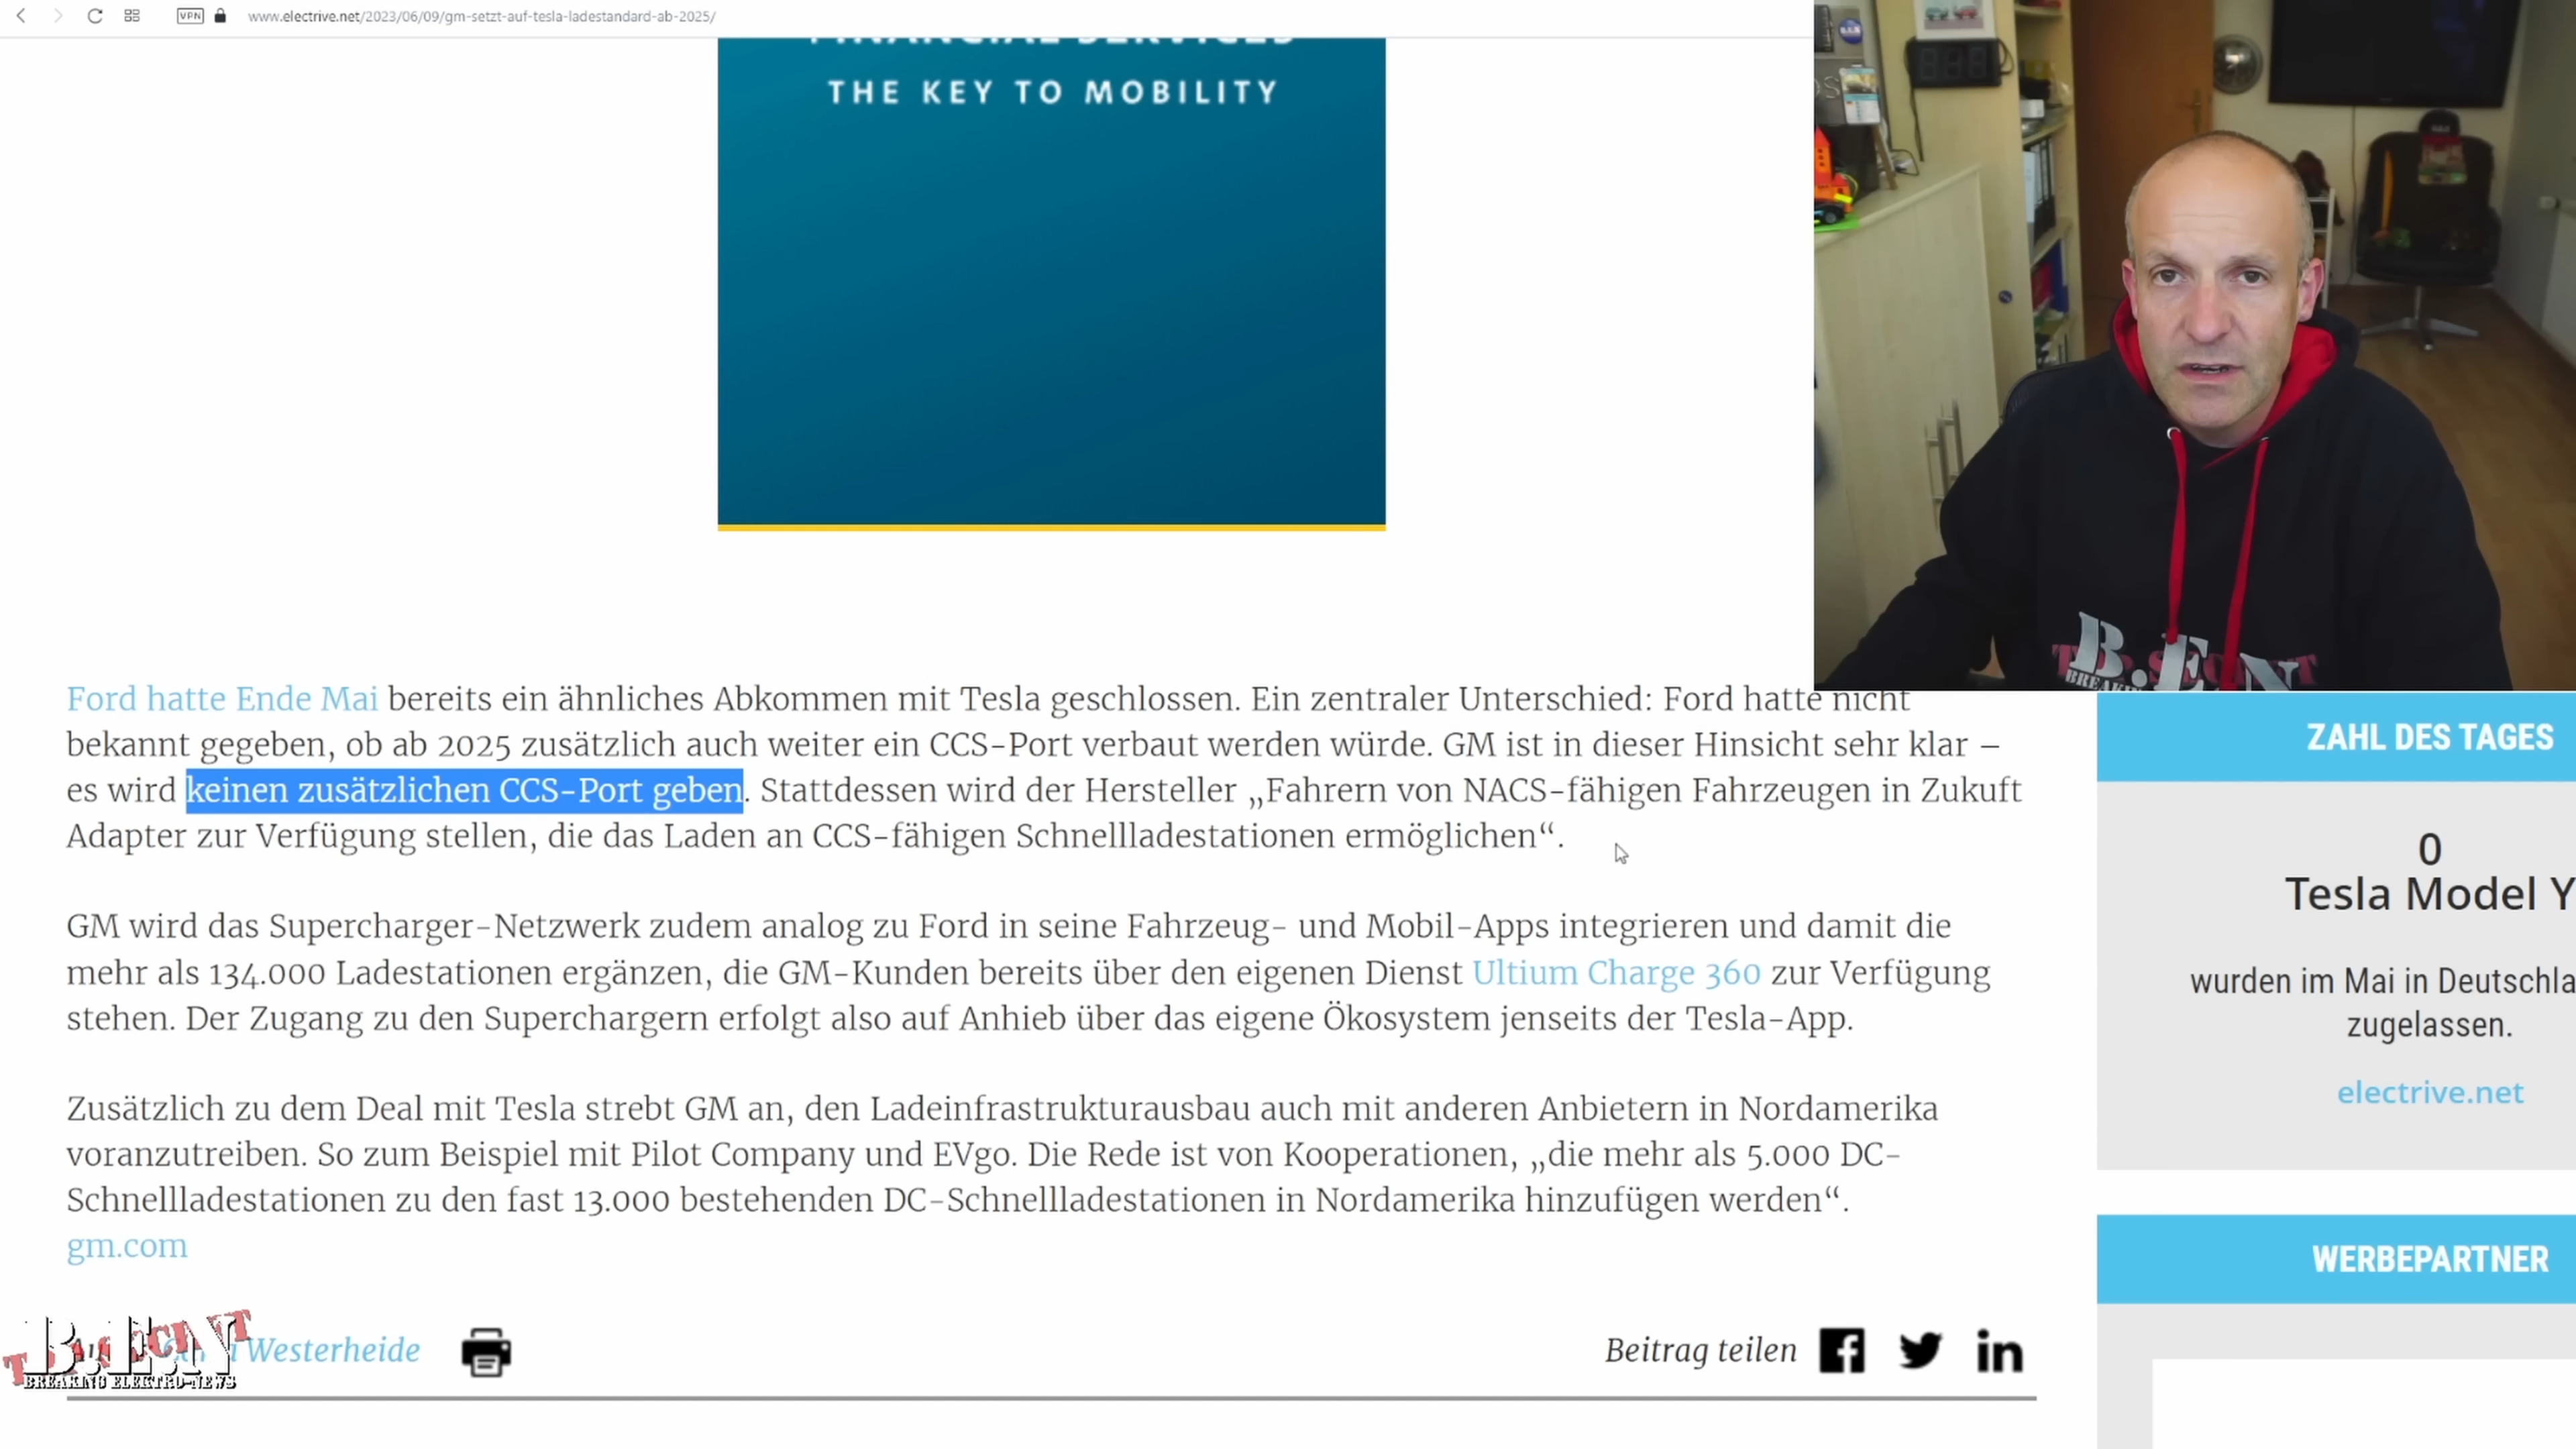 VPN
www.electrive.net/2023/06/09/gm-setzt-auf-tesla-ladestandard-ab-2025/
FINANCIAL SERVICES
THE KEY TO MOBILITY
B.E.N
Ford hatte Ende Mai bereits ein ähnliches Abkommen mit Tesla geschlossen. Ein zentraler Unterschied: Ford hatte nicht
bekannt gegeben, ob ab 2025 zusätzlich auch weiter ein CCS-Port verbaut werden würde. GM ist in dieser Hinsicht sehr klar –
es wird keinen zusätzlichen CCS-Port geben. Stattdessen wird der Hersteller „Fahrern von NACS-fähigen Fahrzeugen in Zukuft
Adapter zur Verfügung stellen, die das Laden an CCS-fähigen Schnellladestationen ermöglichen“.
GM wird das Supercharger-Netzwerk zudem analog zu Ford in seine Fahrzeug- und Mobil-Apps integrieren und damit die
mehr als 134.000 Ladestationen ergänzen, die GM-Kunden bereits über den eigenen Dienst Ultium Charge 360 zur Verfügung
stehen. Der Zugang zu den Superchargern erfolgt also auf Anhieb über das eigene Ökosystem jenseits der Tesla-App.
Zusätzlich zu dem Deal mit Tesla strebt GM an, den Ladeinfrastrukturausbau auch mit anderen Anbietern in Nordamerika
voranzutreiben. So zum Beispiel mit Pilot Company und EVgo. Die Rede ist von Kooperationen, „die mehr als 5.000 DC-
Schnellladestationen zu den fast 13.000 bestehenden DC-Schnellladestationen in Nordamerika hinzufügen werden“.
gm.com
Westerheide
Beitrag teilen
B.E.N
BREAKING ELEKTRO-NEWS
ZAHL DES TAGES
0
Tesla Model Y
wurden im Mai in Deutschla
zugelassen.
electrive.net
WERBEPARTNER